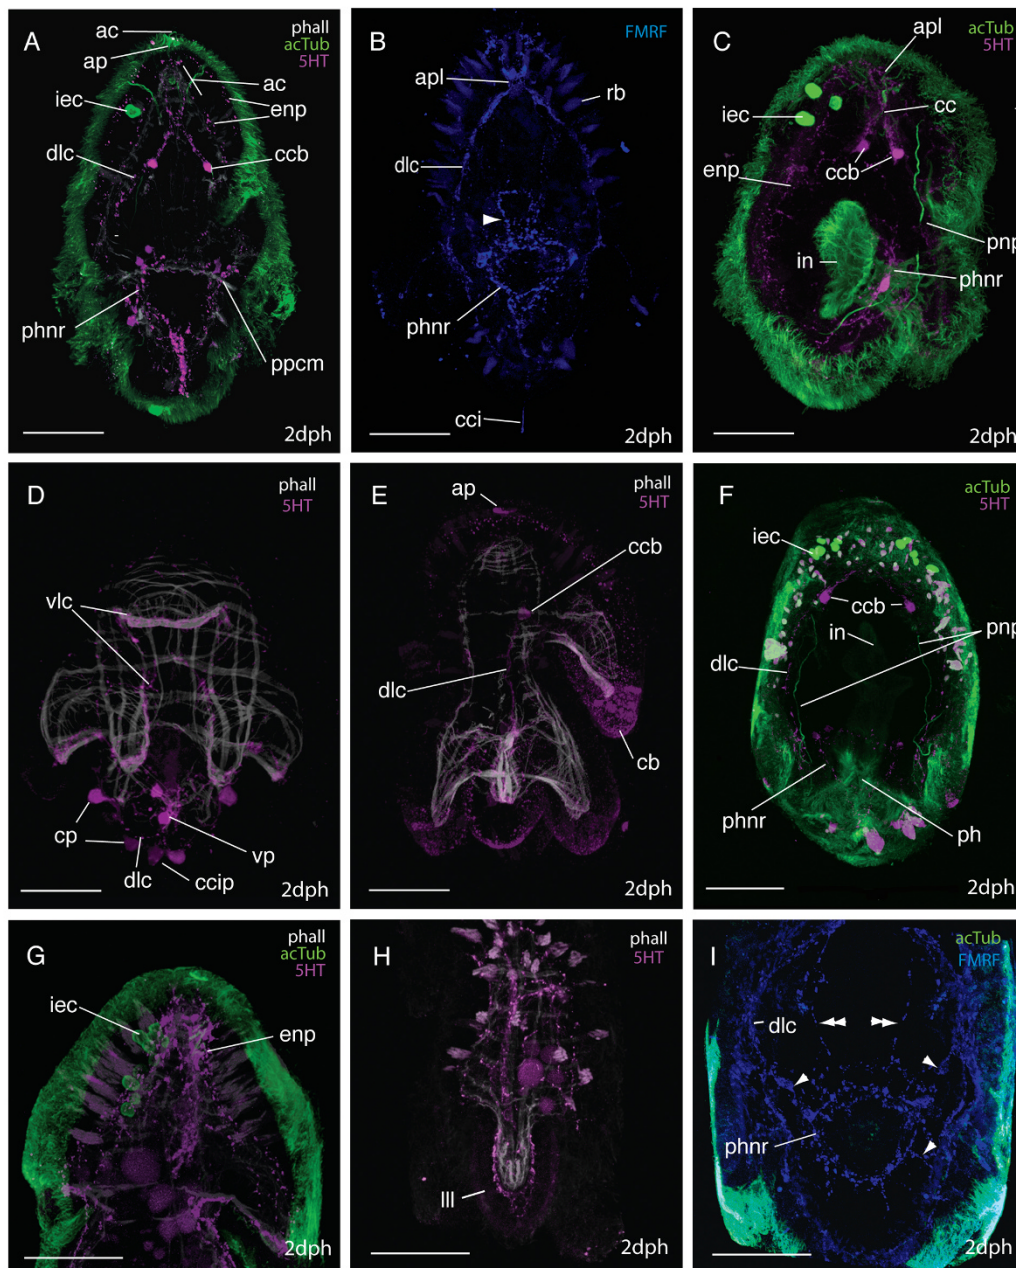 A
phall
acTub
5HT
ac
ap
iec
ac
enp
dlc
ccb
phnr
ppcm
2dph
B
FMRF
apl
rb
dlc
phnr
cci
2dph
C
acTub
5HT
apl
iec
cc
ccb
enp
in
pnp
phnr
2dph
D
phall
5HT
vlc
cp
dlc
vp
ccip
2dph
E
phall
5HT
ap
ccb
dlc
cb
2dph
F
acTub
5HT
iec
ccb
in
pnp
dlc
phnr
ph
2dph
G
phall
acTub
5HT
iec
enp
2dph
H
phall
5HT
lll
2dph
I
acTub
FMRF
dlc
phnr
2dph